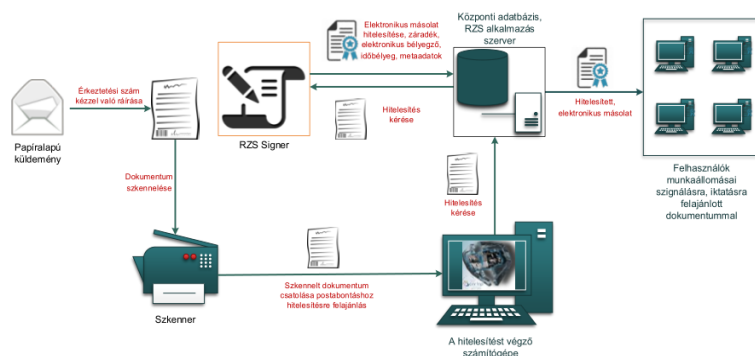 Elektronikus másolat
hitelesítése, záradék,
elektronikus bélyegző,
időbélyeg, metaadatok
Központi adatbázis,
RZS alkalmazás
szerver
Érkeztetési szám
kézzel való ráírása
Papíralapú
küldemény
RZS Signer
Hitelesítés
kérése
Hitelesített,
elektronikus másolat
Felhasználók
munkaállomásai
szignálásra, iktatásra
felajánlott
dokumentummal
Dokumentum
szkennelése
Hitelesítés
kérése
Szkenner
Szkennelt dokumentum
csatolása postabontáshoz
hitelesítésre felajánlás
A hitelesítést végző
számítógépe